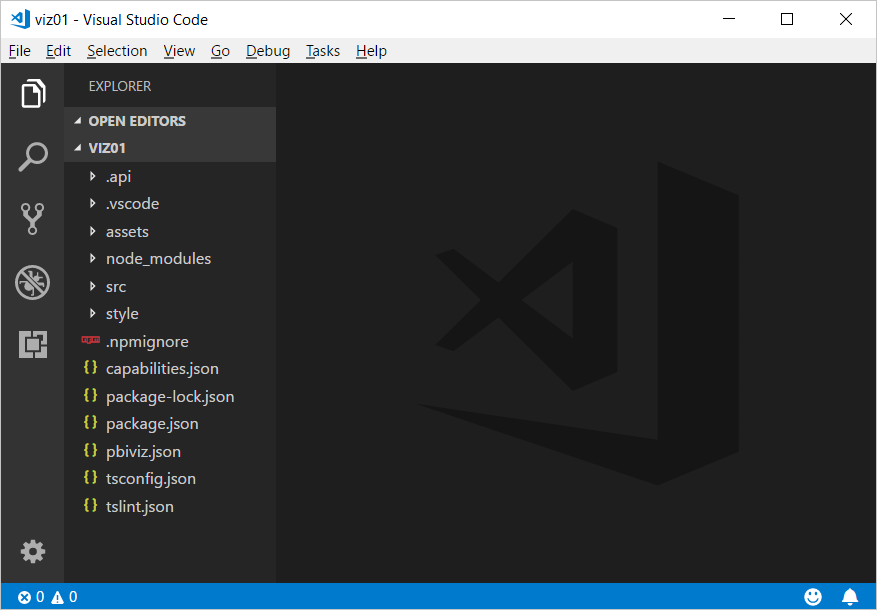 viz01 - Visual Studio Code
File Edit Selection View Go Debug Tasks Help
EXPLORER
OPEN EDITORS
VIZ01
.api
.vscode
assets
node_modules
src
style
npm .npmignore
{} capabilities.json
{} package-lock.json
{} package.json
{} pbiviz.json
{} tsconfig.json
{} tslint.json
0 0